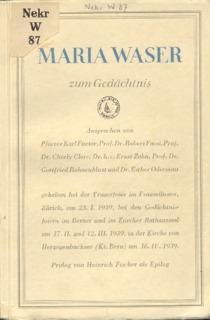 Nekr W 87
Nekr
W
87
MARIA WASER
zum Gedächtnis
Ansprachen von
Pfarrer Karl Furrer, Prof. Dr. Robert Faesi, Prof.
Dr. Charly Clerc, Dr. h. c. Ernst Zahn, Prof. Dr.
Gottfried Bohnenblust und Dr. Esther Odermatt
gehalten bei der Trauerfeier im Fraumünster,
Zürich, am 23. I. 1939, bei den Gedächtnis-
feiern im Berner und im Zürcher Rathaussaal
am 17. II. und 12. III. 1939, in der Kirche von
Herzogenbuchsee (Kt. Bern) am 16. IV. 1939.
Prolog von Heinrich Fischer als Epilog